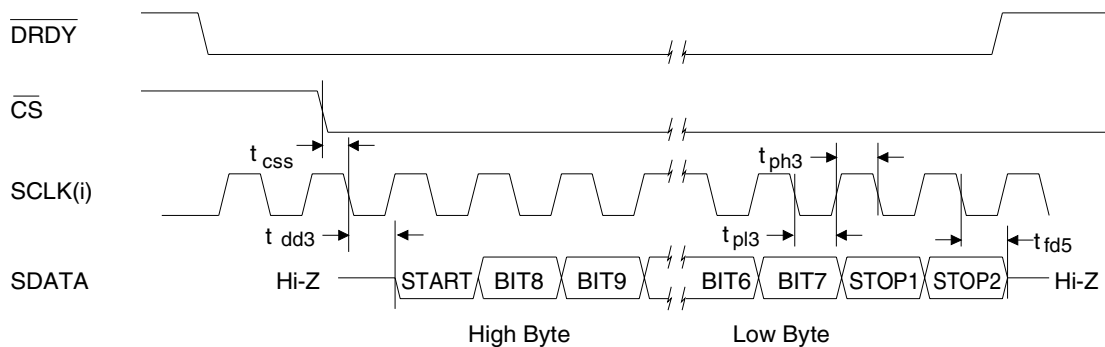 DRDY
CS
t css
t ph3
SCLK(i)
t dd3
t pl3
t fd5
SDATA
Hi-Z START BIT8 BIT9 BIT6 BIT7 STOP1 STOP2 Hi-Z
High Byte Low Byte